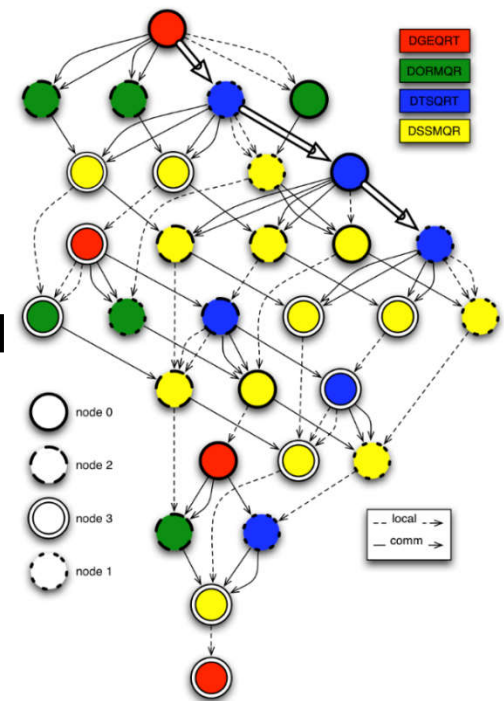 DGEQRT
DORMQR
DTSQRT
DSSMQR
node 0
node 2
node 3
node 1
local
comm